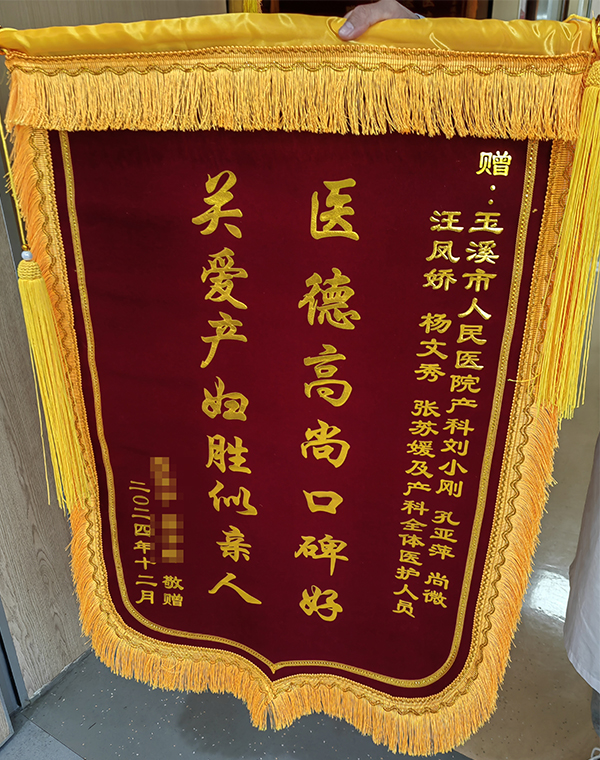 赠：玉溪市人民医院产科刘小刚 孔亚萍 尚微
汪凤娇 杨文秀 张苏媛及产科全体医护人员
医德高尚口碑好
关爱产妇胜似亲人
敬赠
二〇二四年十二月